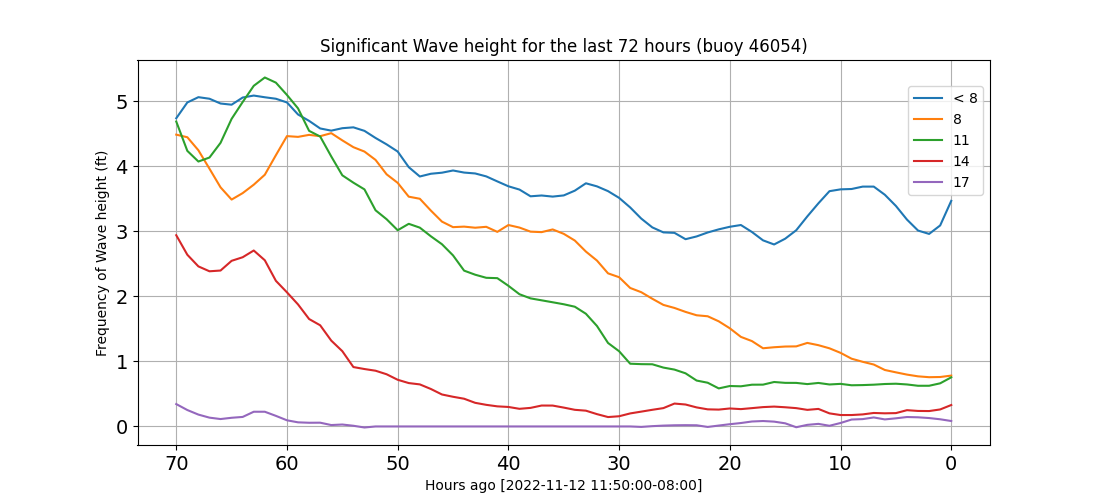 Significant Wave height for the last 72 hours (buoy 46054)
Frequency of Wave height (ft)
5
4
3
2
1
0
< 8
8
11
14
17
70 60 50 40 30 20 10 0
Hours ago [2022-11-12 11:50:00-08:00]